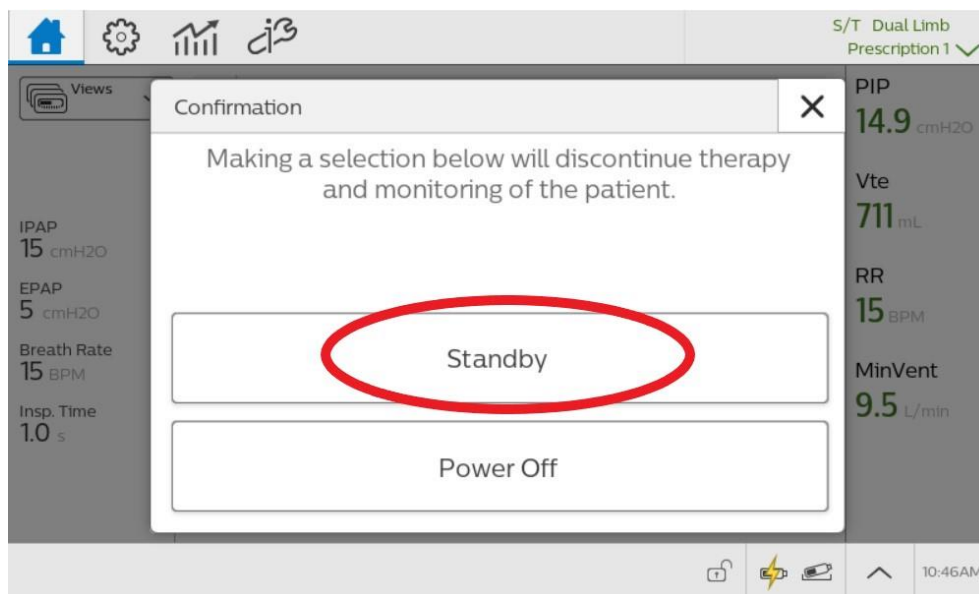 S/T Dual Limb
Prescription 1
Views
Confirmation
Making a selection below will discontinue therapy
and monitoring of the patient.
Standby
Power Off
IPAP
15 cmH2O
EPAP
5 cmH2O
Breath Rate
15 BPM
Insp. Time
1.0 s
PIP
14.9 cmH2O
Vte
711 mL
RR
15 BPM
MinVent
9.5 L/min
10:46AM